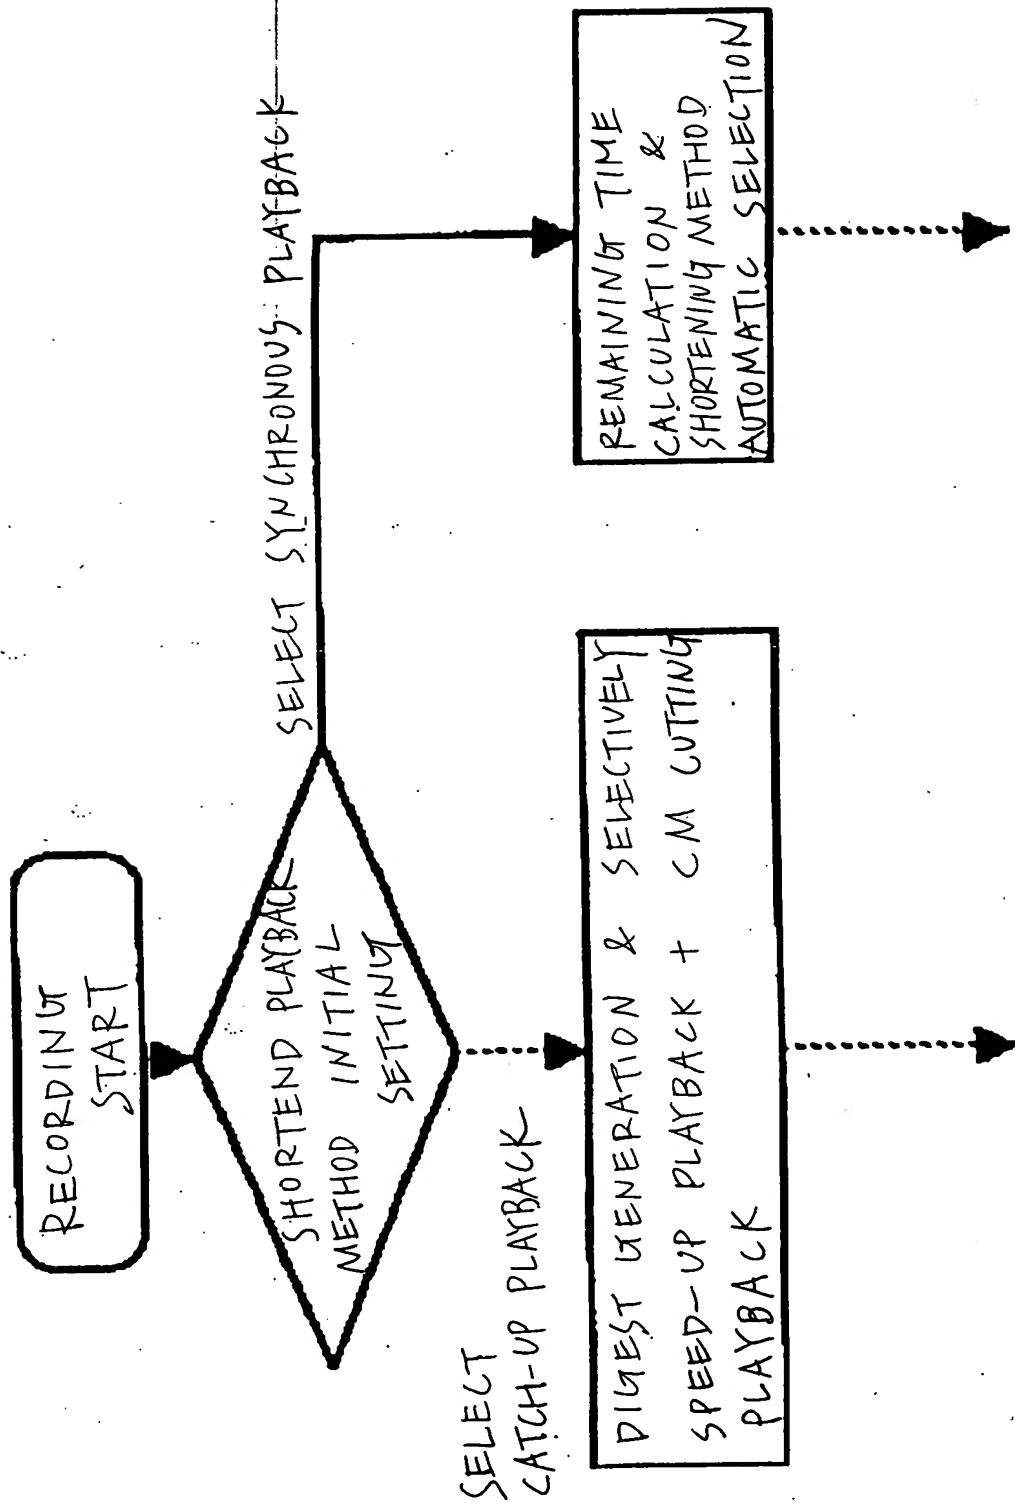 RECORDING
START
SHORTEND PLAYBACK
METHOD INITIAL
SETTING
SELECT SYNCHRONOUS PLAYBACK
SELECT
CATCH-UP PLAYBACK
DIGEST GENERATION & SELECTIVELY
SPEED-UP PLAYBACK + CM CUTTING
PLAYBACK
REMAINING TIME
CALCULATION &
SHORTENING METHOD
AUTOMATIC SELECTION